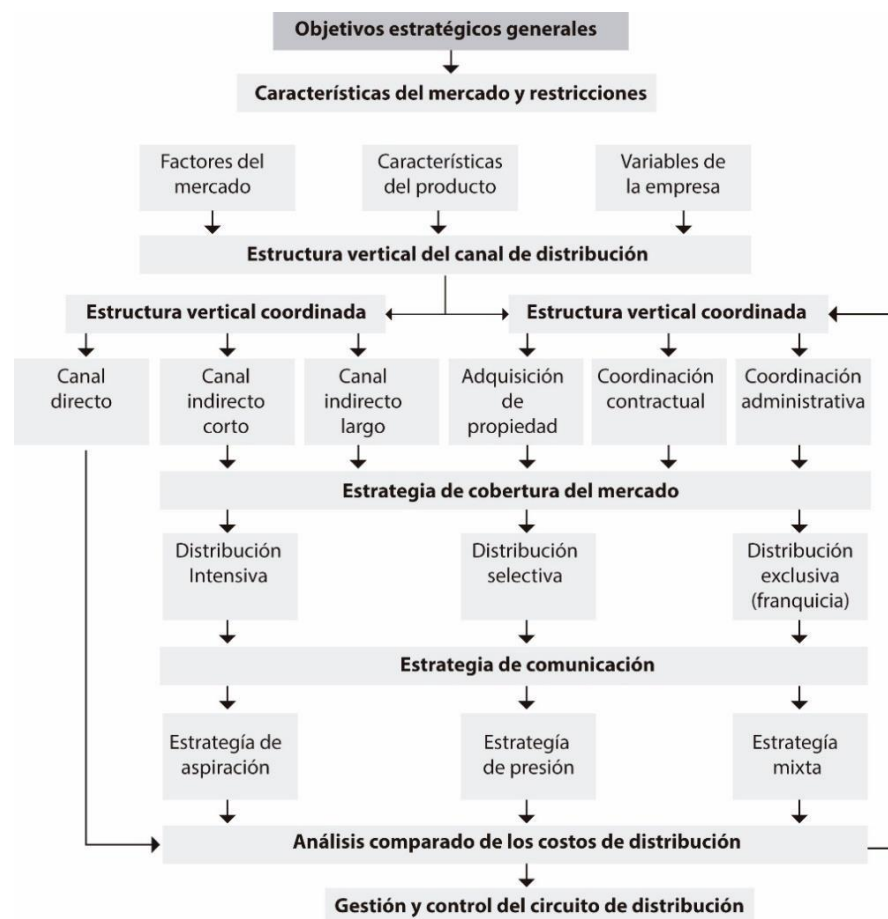 Objetivos estratégicos generales
Características del mercado y restricciones
Factores del
mercado
Características
del producto
Variables de
la empresa
Estructura vertical del canal de distribución
Estructura vertical coordinada
Estructura vertical coordinada
Canal
directo
Canal
indirecto
corto
Canal
indirecto
largo
Adquisición
de
propiedad
Coordinación
contractual
Coordinación
administrativa
Estrategia de cobertura del mercado
Distribución
Intensiva
Distribución
selectiva
Distribución
exclusiva
(franquicia)
Estrategia de comunicación
Estrategía de
aspiración
Estrategía
de presión
Estrategía
mixta
Análisis comparado de los costos de distribución
Gestión y control del circuito de distribución